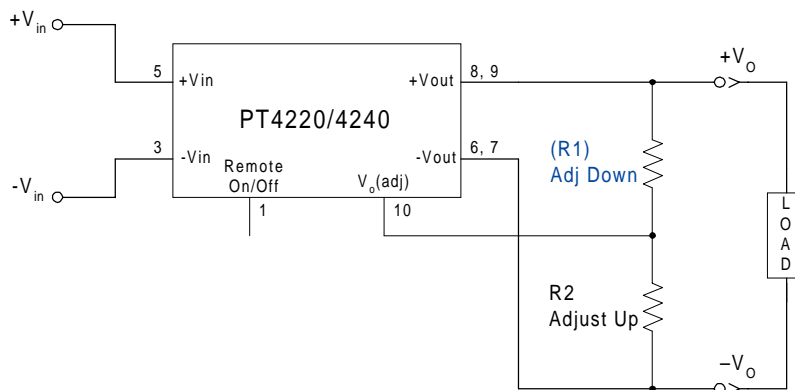 +Vin
5
+Vin
8, 9
+Vout
+VO
PT4220/4240
3
-Vin
6, 7
-Vout
(R1)
Adj Down
Remote
On/Off
Vo(adj)
-Vin
1
10
L
O
A
D
R2
Adjust Up
–VO